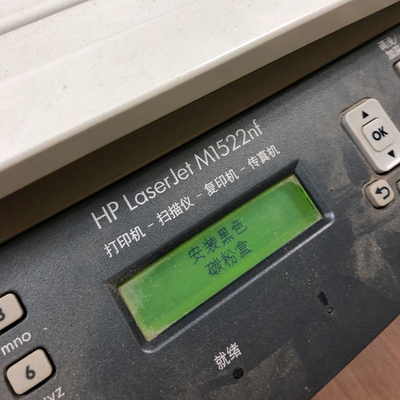 HP LaserJet M1522nf
打印机 - 扫描仪 - 复印机 - 传真机
OK
安装黑色
碳粉盒
就绪
mno
6